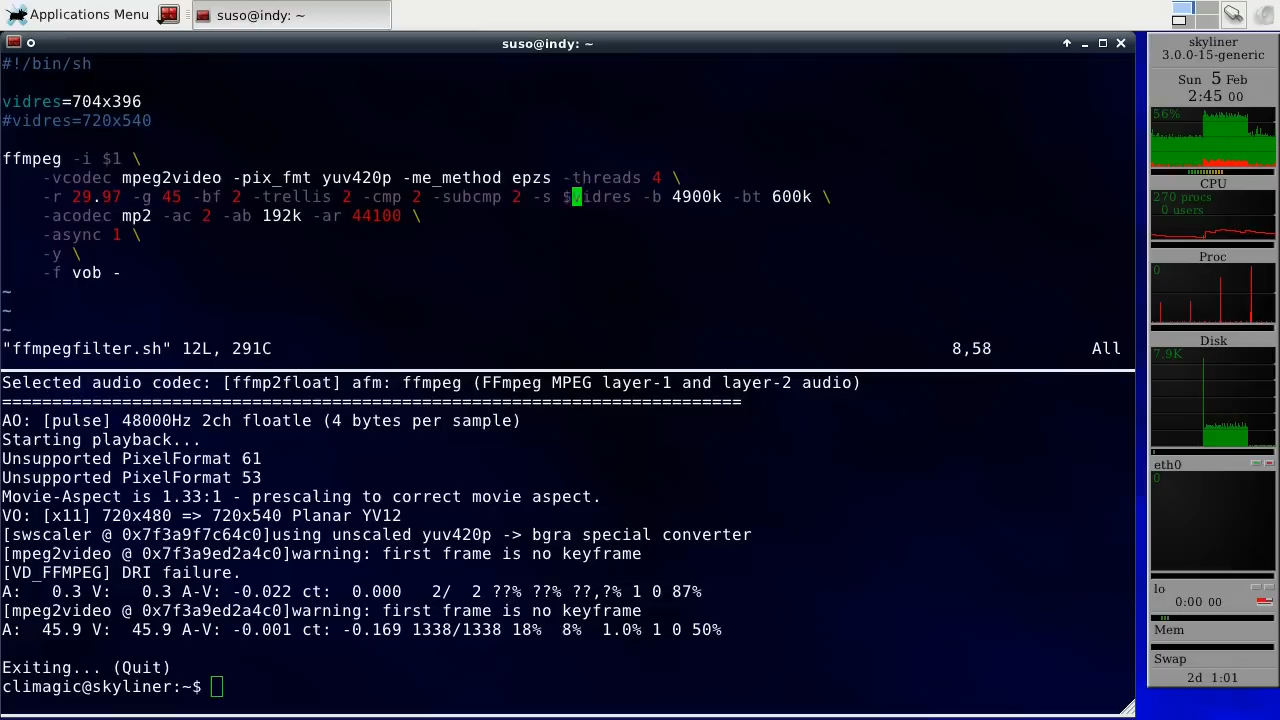 Applications Menu
suso@indy: ~
suso@indy: ~
#!/bin/sh
vidres=704x396
#vidres=720x540
ffmpeg -i $1 \
-vcodec mpeg2video -pix_fmt yuv420p -me_method epzs -threads 4 \
-r 29.97 -g 45 -bf 2 -trellis 2 -cmp 2 -subcmp 2 -s $vidres -b 4900k -bt 600k \
-acodec mp2 -ac 2 -ab 192k -ar 44100 \
-async 1 \
-y \
-f vob -
~
~
~
"ffmpegfilter.sh" 12L, 291C 8,58 All
Selected audio codec: [ffmp2float] afm: ffmpeg (FFmpeg MPEG layer-1 and layer-2 audio)
==========================================================================
AO: [pulse] 48000Hz 2ch floatle (4 bytes per sample)
Starting playback...
Unsupported PixelFormat 61
Unsupported PixelFormat 53
Movie-Aspect is 1.33:1 - prescaling to correct movie aspect.
VO: [x11] 720x480 => 720x540 Planar YV12
[swscaler @ 0x7f3a9f7c64c0]using unscaled yuv420p -> bgra special converter
[mpeg2video @ 0x7f3a9ed2a4c0]warning: first frame is no keyframe
[VD_FFMPEG] DRI failure.
A: 0.3 V: 0.3 A-V: -0.022 ct: 0.000 2/ 2 ??% ??% ??,?% 1 0 87%
[mpeg2video @ 0x7f3a9ed2a4c0]warning: first frame is no keyframe
A: 45.9 V: 45.9 A-V: -0.001 ct: -0.169 1338/1338 18% 8% 1.0% 1 0 50%
Exiting... (Quit)
climagic@skyliner:~$
skyliner
3.0.0-15-generic
Sun 5 Feb
2:45 00
56%
CPU
270 procs
0 users
Proc
0
Disk
7,9K
eth0
0
lo
0:00 00
Mem
Swap
2d 1:01